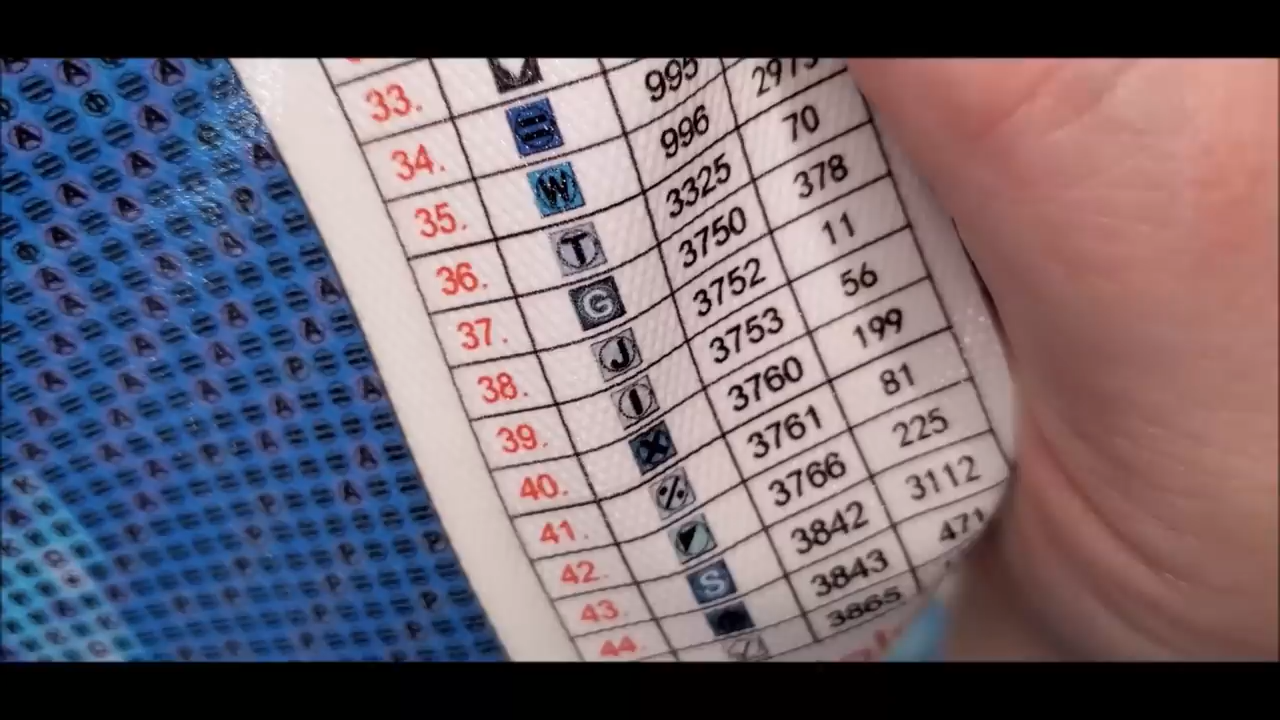 33.
34. 995
35. W 996 2975
36. T 3325 70
37. G 3750 378
38. J 3752 11
39. I 3753 56
40. X 3760 199
41. % 3761 81
42. 3766 225
43. S 3842 3112
44. 3843 471
3865